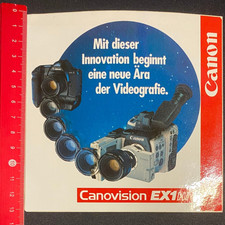 Mit dieser
Innovation beginnt
eine neue Ära
der Videografie.
Canon
Canovision EX1